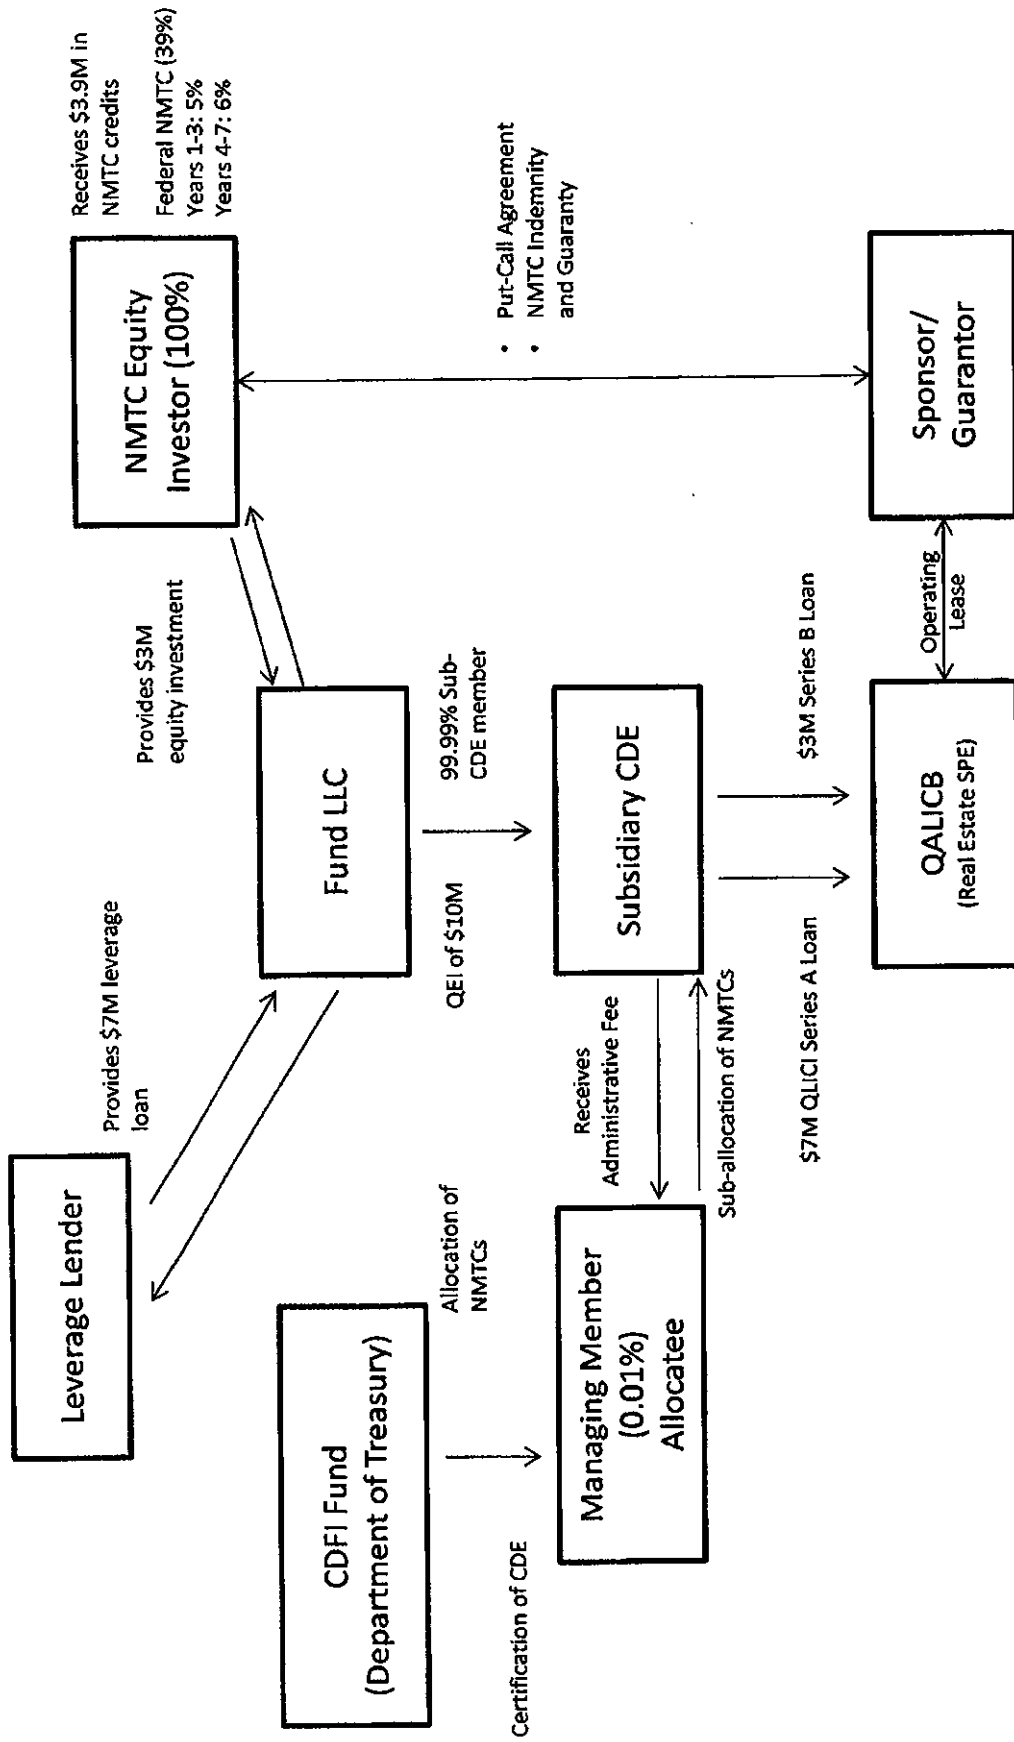 Leverage Lender
Provides $7M leverage
loan
Provides $3M
equity investment
NMTC Equity
Investor (100%)
Receives $3.9M in
NMTC credits
Federal NMTC (39%)
Years 1-3: 5%
Years 4-7: 6%
CDFI Fund
(Department of Treasury)
Allocation of
NMTCs
Certification of CDE
Fund LLC
QEI of $10M
99.99% Sub-
CDE member
• Put-Call Agreement
• NMTC Indemnity
and Guaranty
Managing Member
(0.01%)
Allocatee
Receives
Administrative Fee
Sub-allocation of NMTCs
Subsidiary CDE
$7M QLICI Series A Loan
$3M Series B Loan
QALICB
(Real Estate SPE)
Operating
Lease
Sponsor/
Guarantor